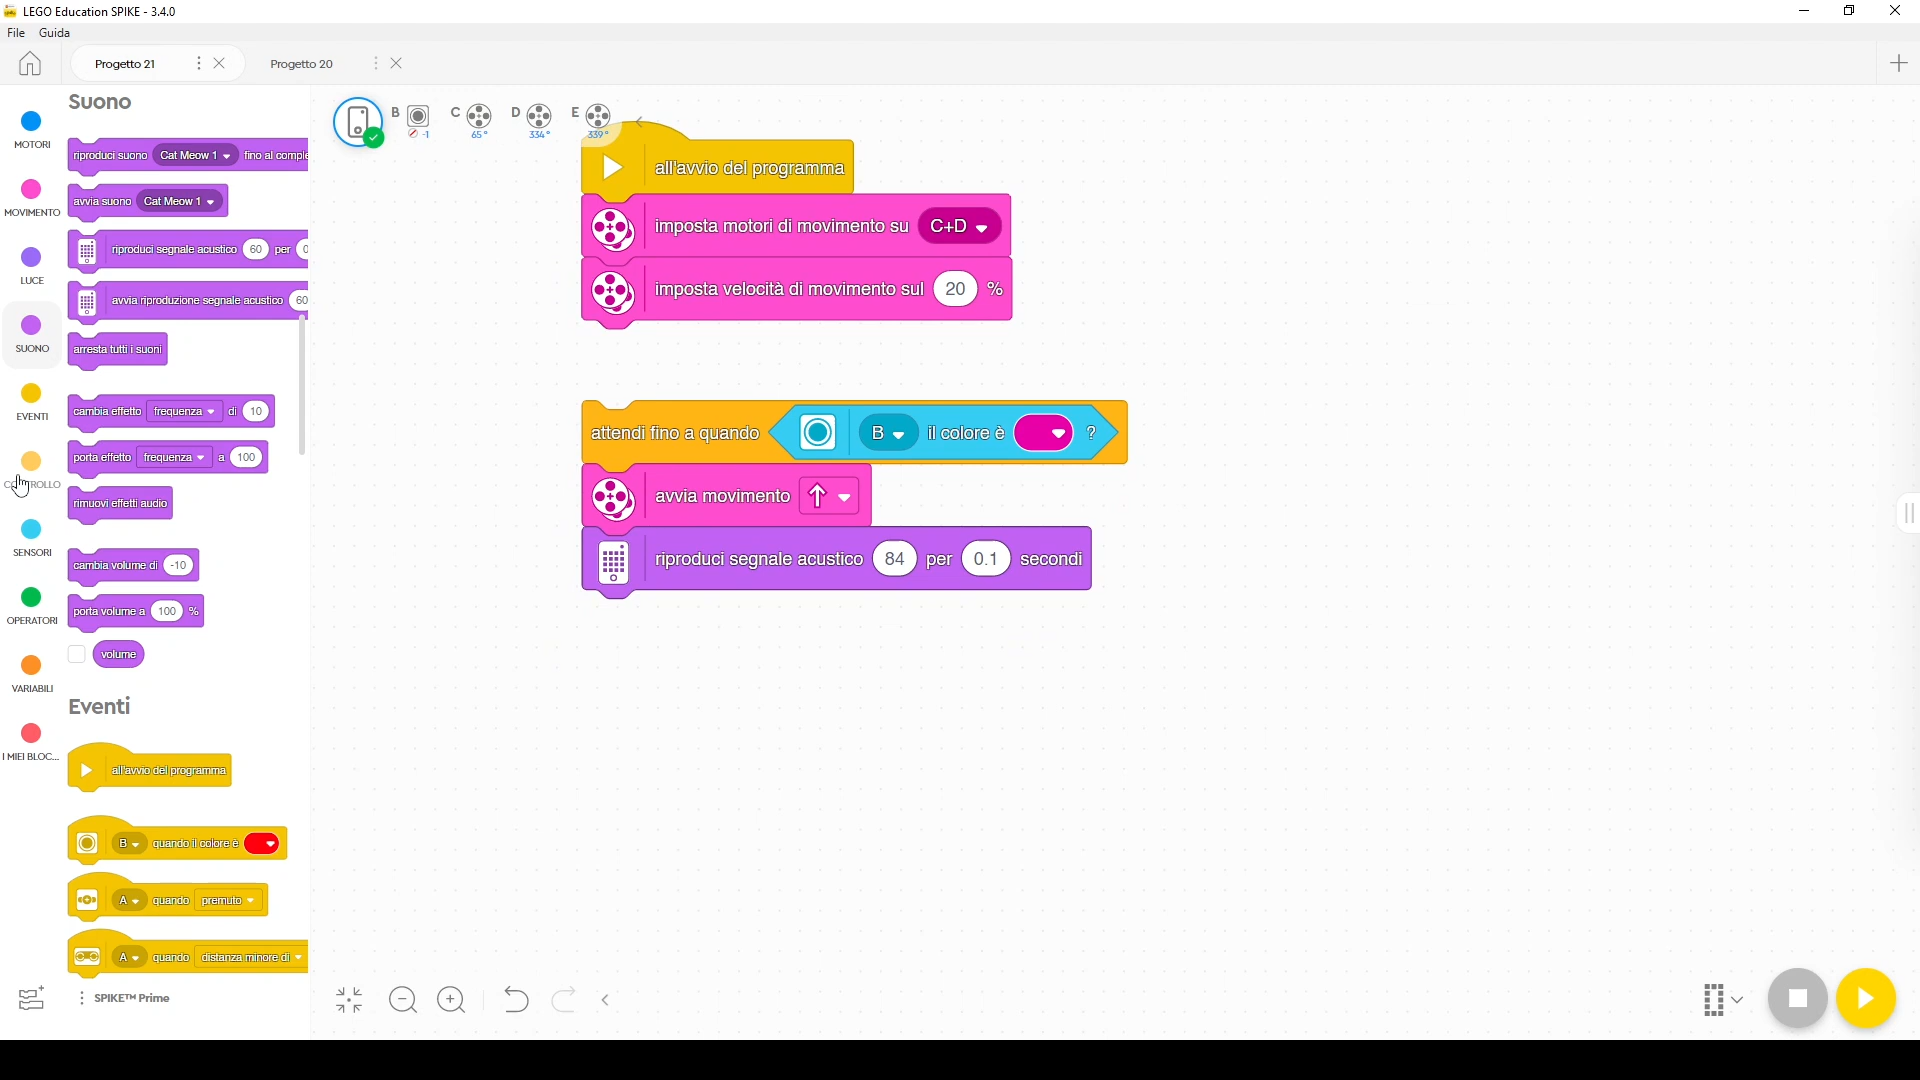 LEGO Education SPIKE - 3.4.0
File Guida
Progetto 21
Progetto 20
MOTORI
MOVIMENTO
LUCE
SUONO
EVENTI
SENSORI
OPERATORI
VARIABILI
I MIEI BLOC...
Suono
riproduci suono Cat Meow 1 fino al comple
avvia suono Cat Meow 1
riproduci segnale acustico 60 per 0
avvia riproduzione segnale acustico 60
arresta tutti i suoni
cambia effetto frequenza di 10
porta effetto frequenza a 100
rimuovi effetti audio
cambia volume di -10
porta volume a 100 %
volume
Eventi
all'avvio del programma
B quando il colore è
A quando premuto
A quando distanza minore di
SPIKE™ Prime
B -1 C 65° D 334° E 339°
all'avvio del programma
imposta motori di movimento su C+D
imposta velocità di movimento sul 20 %
attendi fino a quando B il colore è ?
avvia movimento
riproduci segnale acustico 84 per 0.1 secondi